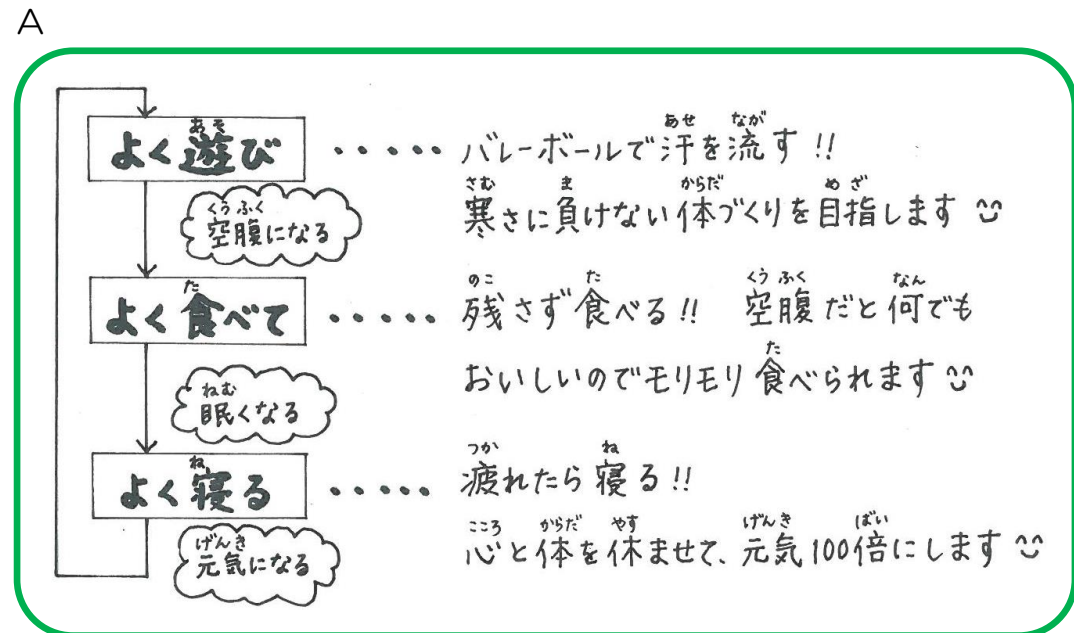 A
よく遊び ・・・・・ バレーボールで汗を流す!!
寒さに負けない体づくりを目指します
空腹になる
よく食べて ・・・・・ 残さず食べる!! 空腹だと何でも
おいしいのでモリモリ食べられます
眠くなる
よく寝る ・・・・・ 疲れたら寝る!!
心と体を休ませて、元気100倍にします
元気になる